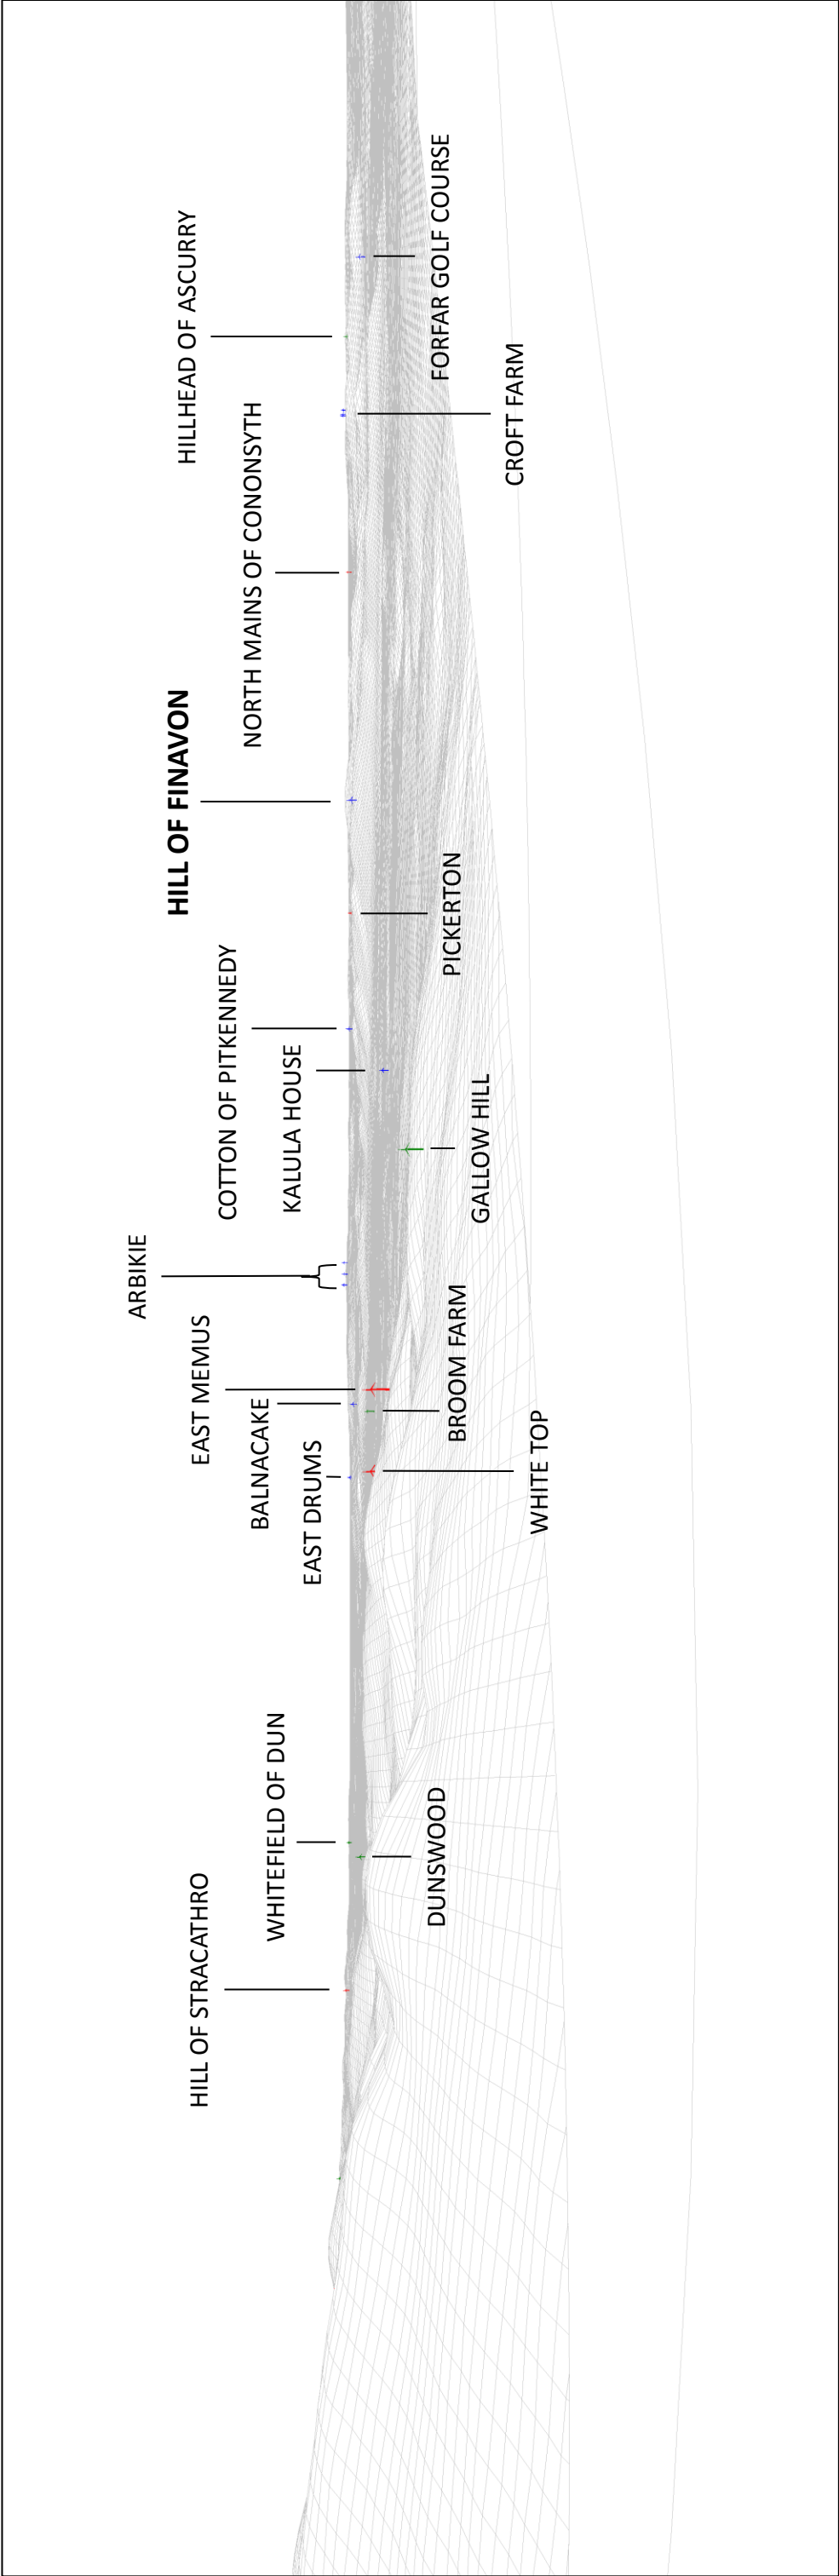 HILL OF STRACATHRO
WHITEFIELD OF DUN
DUNSWOOD
EAST DRUMS
WHITE TOP
BALNACAKE
BROOM FARM
EAST MEMUS
ARBIKIE
GALLOW HILL
KALULA HOUSE
COTTON OF PITKENNEDY
PICKERTON
HILL OF FINAVON
NORTH MAINS OF CONONSYTH
CROFT FARM
HILLHEAD OF ASCURRY
FORFAR GOLF COURSE